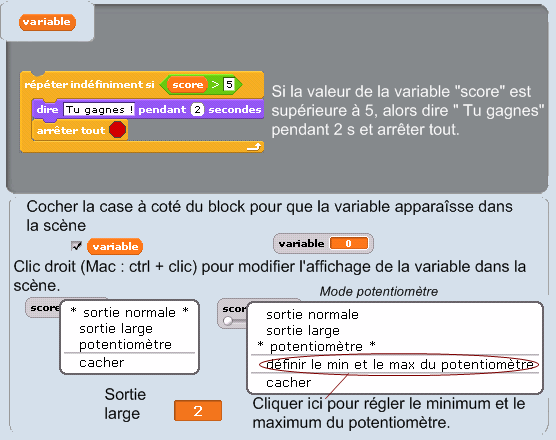 variable
répéter indéfiniment si score > 5
dire Tu gagnes ! pendant 2 secondes
arrêter tout
Si la valeur de la variable "score" est
supérieure à 5, alors dire " Tu gagnes"
pendant 2 s et arrêter tout.
Cocher la case à coté du block pour que la variable apparaîsse dans
la scène
variable
variable 0
Clic droit (Mac : ctrl + clic) pour modifier l'affichage de la variable dans la
scène.
Mode potentiomètre
score
* sortie normale *
sortie large
potentiomètre
cacher
scor
sortie normale
sortie large
* potentiomètre *
définir le min et le max du potentiomètre
cacher
Sortie
large
2
Cliquer ici pour régler le minimum et le
maximum du potentiomètre.